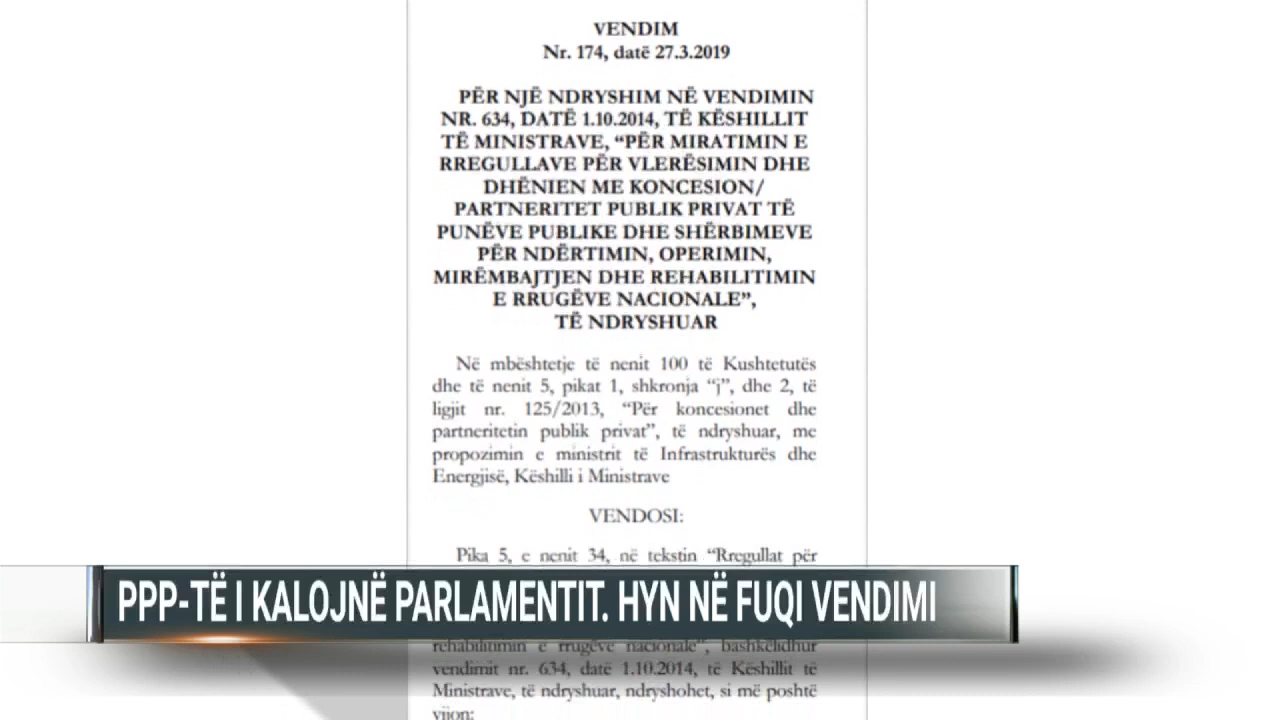 VENDIM
Nr. 174, datë 27.3.2019
PËR NJË NDRYSHIM NË VENDIMIN
NR. 634, DATË 1.10.2014, TË KËSHILLIT
TË MINISTRAVE, “PËR MIRATIMIN E
RREGULLAVE PËR VLERËSIMIN DHE
DHËNIEN ME KONCESION/
PARTNERITET PUBLIK PRIVAT TË
PUNËVE PUBLIKE DHE SHËRBIMEVE
PËR NDËRTIMIN, OPERIMIN,
MIRËMBAJTJEN DHE REHABILITIMIN
E RRUGËVE NACIONALE”,
TË NDRYSHUAR
Në mbështetje të nenit 100 të Kushtetutës
dhe të nenit 5, pikat 1, shkronja “j”, dhe 2, të
ligjit nr. 125/2013, “Për koncesionet dhe
partneritetin publik privat”, të ndryshuar, me
propozimin e ministrit të Infrastrukturës dhe
Energjisë, Këshilli i Ministrave
VENDOSI:
Pika 5, e nenit 34, në tekstin “Rregullat për
PPP-TË I KALOJNË PARLAMENTIT. HYN NË FUQI VENDIMI
rehabilitimin e rrugëve nacionale”, bashkëlidhur
vendimit nr. 634, datë 1.10.2014, të Këshillit të
Ministrave, të ndryshuar, ndryshohet, si më poshtë
vijon: